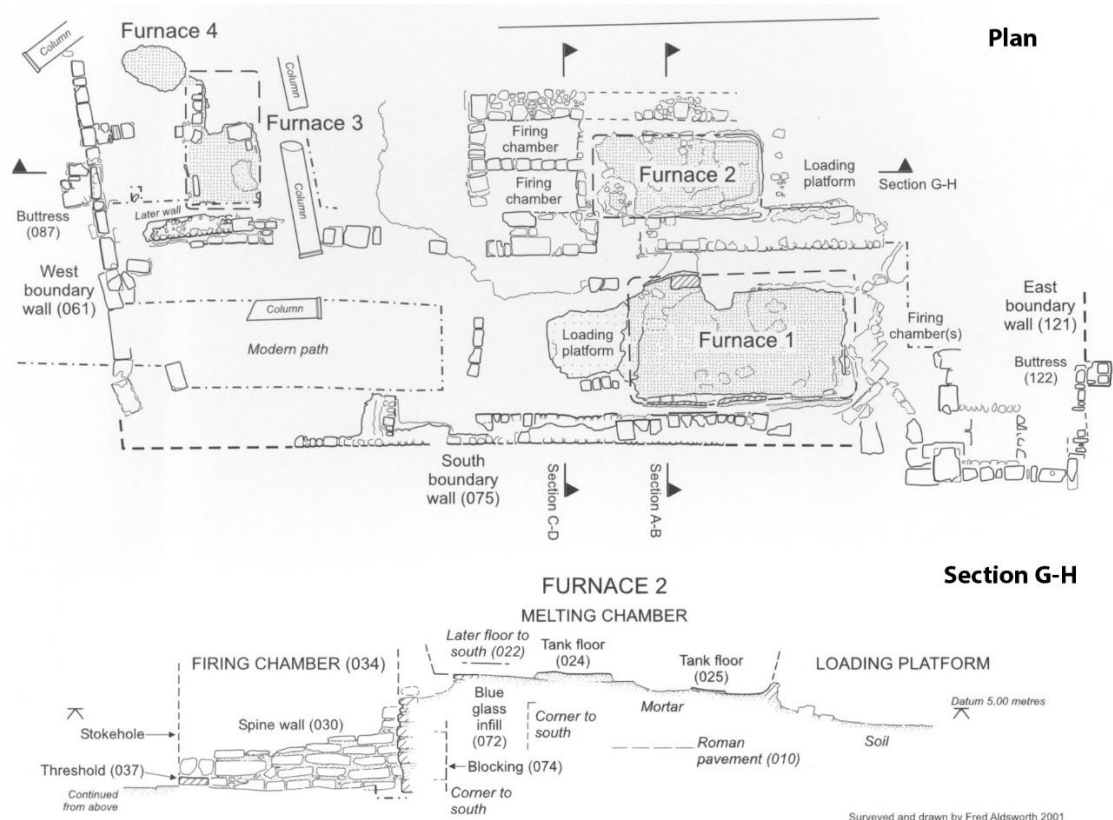 Plan
Furnace 4
Column
Column
Furnace 3
Column
Firing
chamber
Firing
chamber
Furnace 2
Loading
platform
Section G-H
Buttress
(087)
Later wall
West
boundary
wall (061)
Column
Modern path
Loading
platform
Furnace 1
Firing
chamber(s)
East
boundary
wall (121)
Buttress
(122)
South
boundary
wall (075)
Section C-D
Section A-B
Section G-H
FURNACE 2
MELTING CHAMBER
FIRING CHAMBER (034)
Later floor to
south (022)
Tank floor
(024)
Tank floor
(025)
LOADING PLATFORM
Stokehole
Spine wall (030)
Blue
glass
infill
(072)
Corner to
south
Mortar
Datum 5.00 metres
Soil
Roman
pavement (010)
Threshold (037)
Blocking (074)
Continued
from above
Corner to
south
Surveyed and drawn by Fred Aldsworth 2001